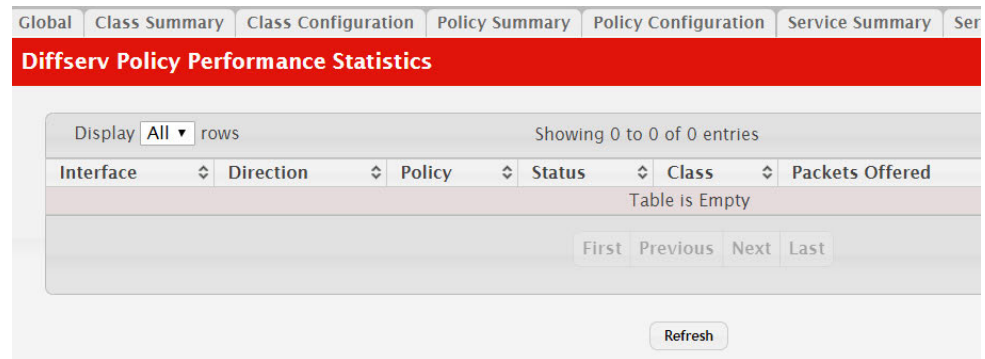 Global Class Summary Class Configuration Policy Summary Policy Configuration Service Summary Ser
Diffserv Policy Performance Statistics
Display All rows Showing 0 to 0 of 0 entries
Interface Direction Policy Status Class Packets Offered
Table is Empty
First Previous Next Last
Refresh